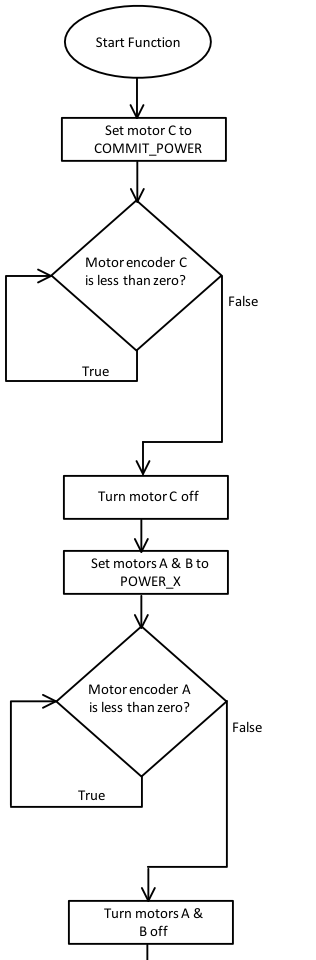 Start Function
Set motor C to
COMMIT_POWER
Motor encoder C
is less than zero?
False
True
Turn motor C off
Set motors A & B to
POWER_X
Motor encoder A
is less than zero?
False
True
Turn motors A &
B off